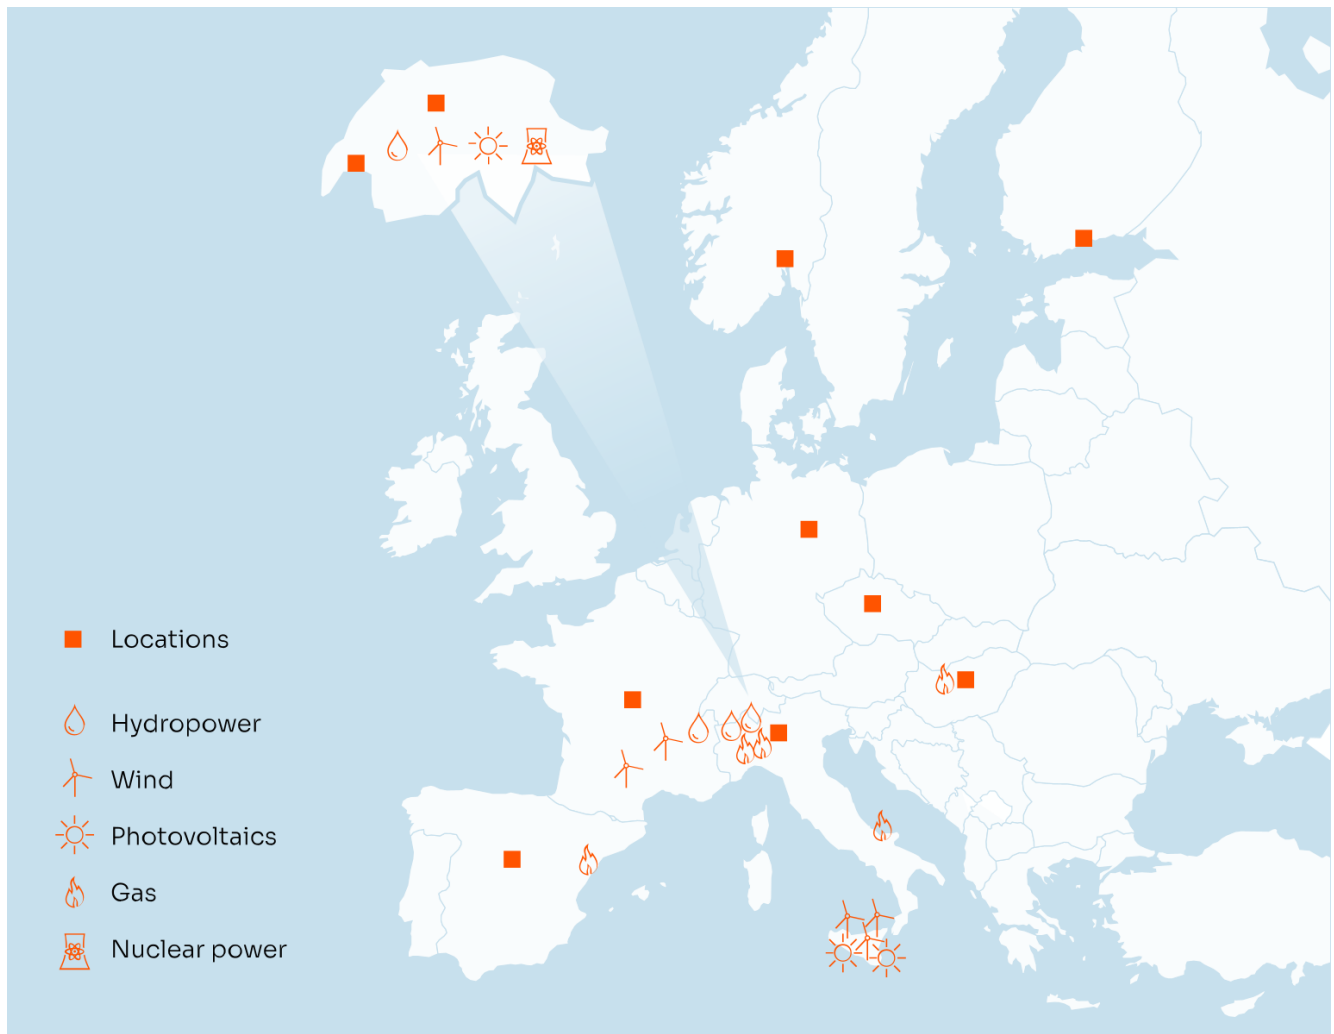 Locations
Hydropower
Wind
Photovoltaics
Gas
Nuclear power